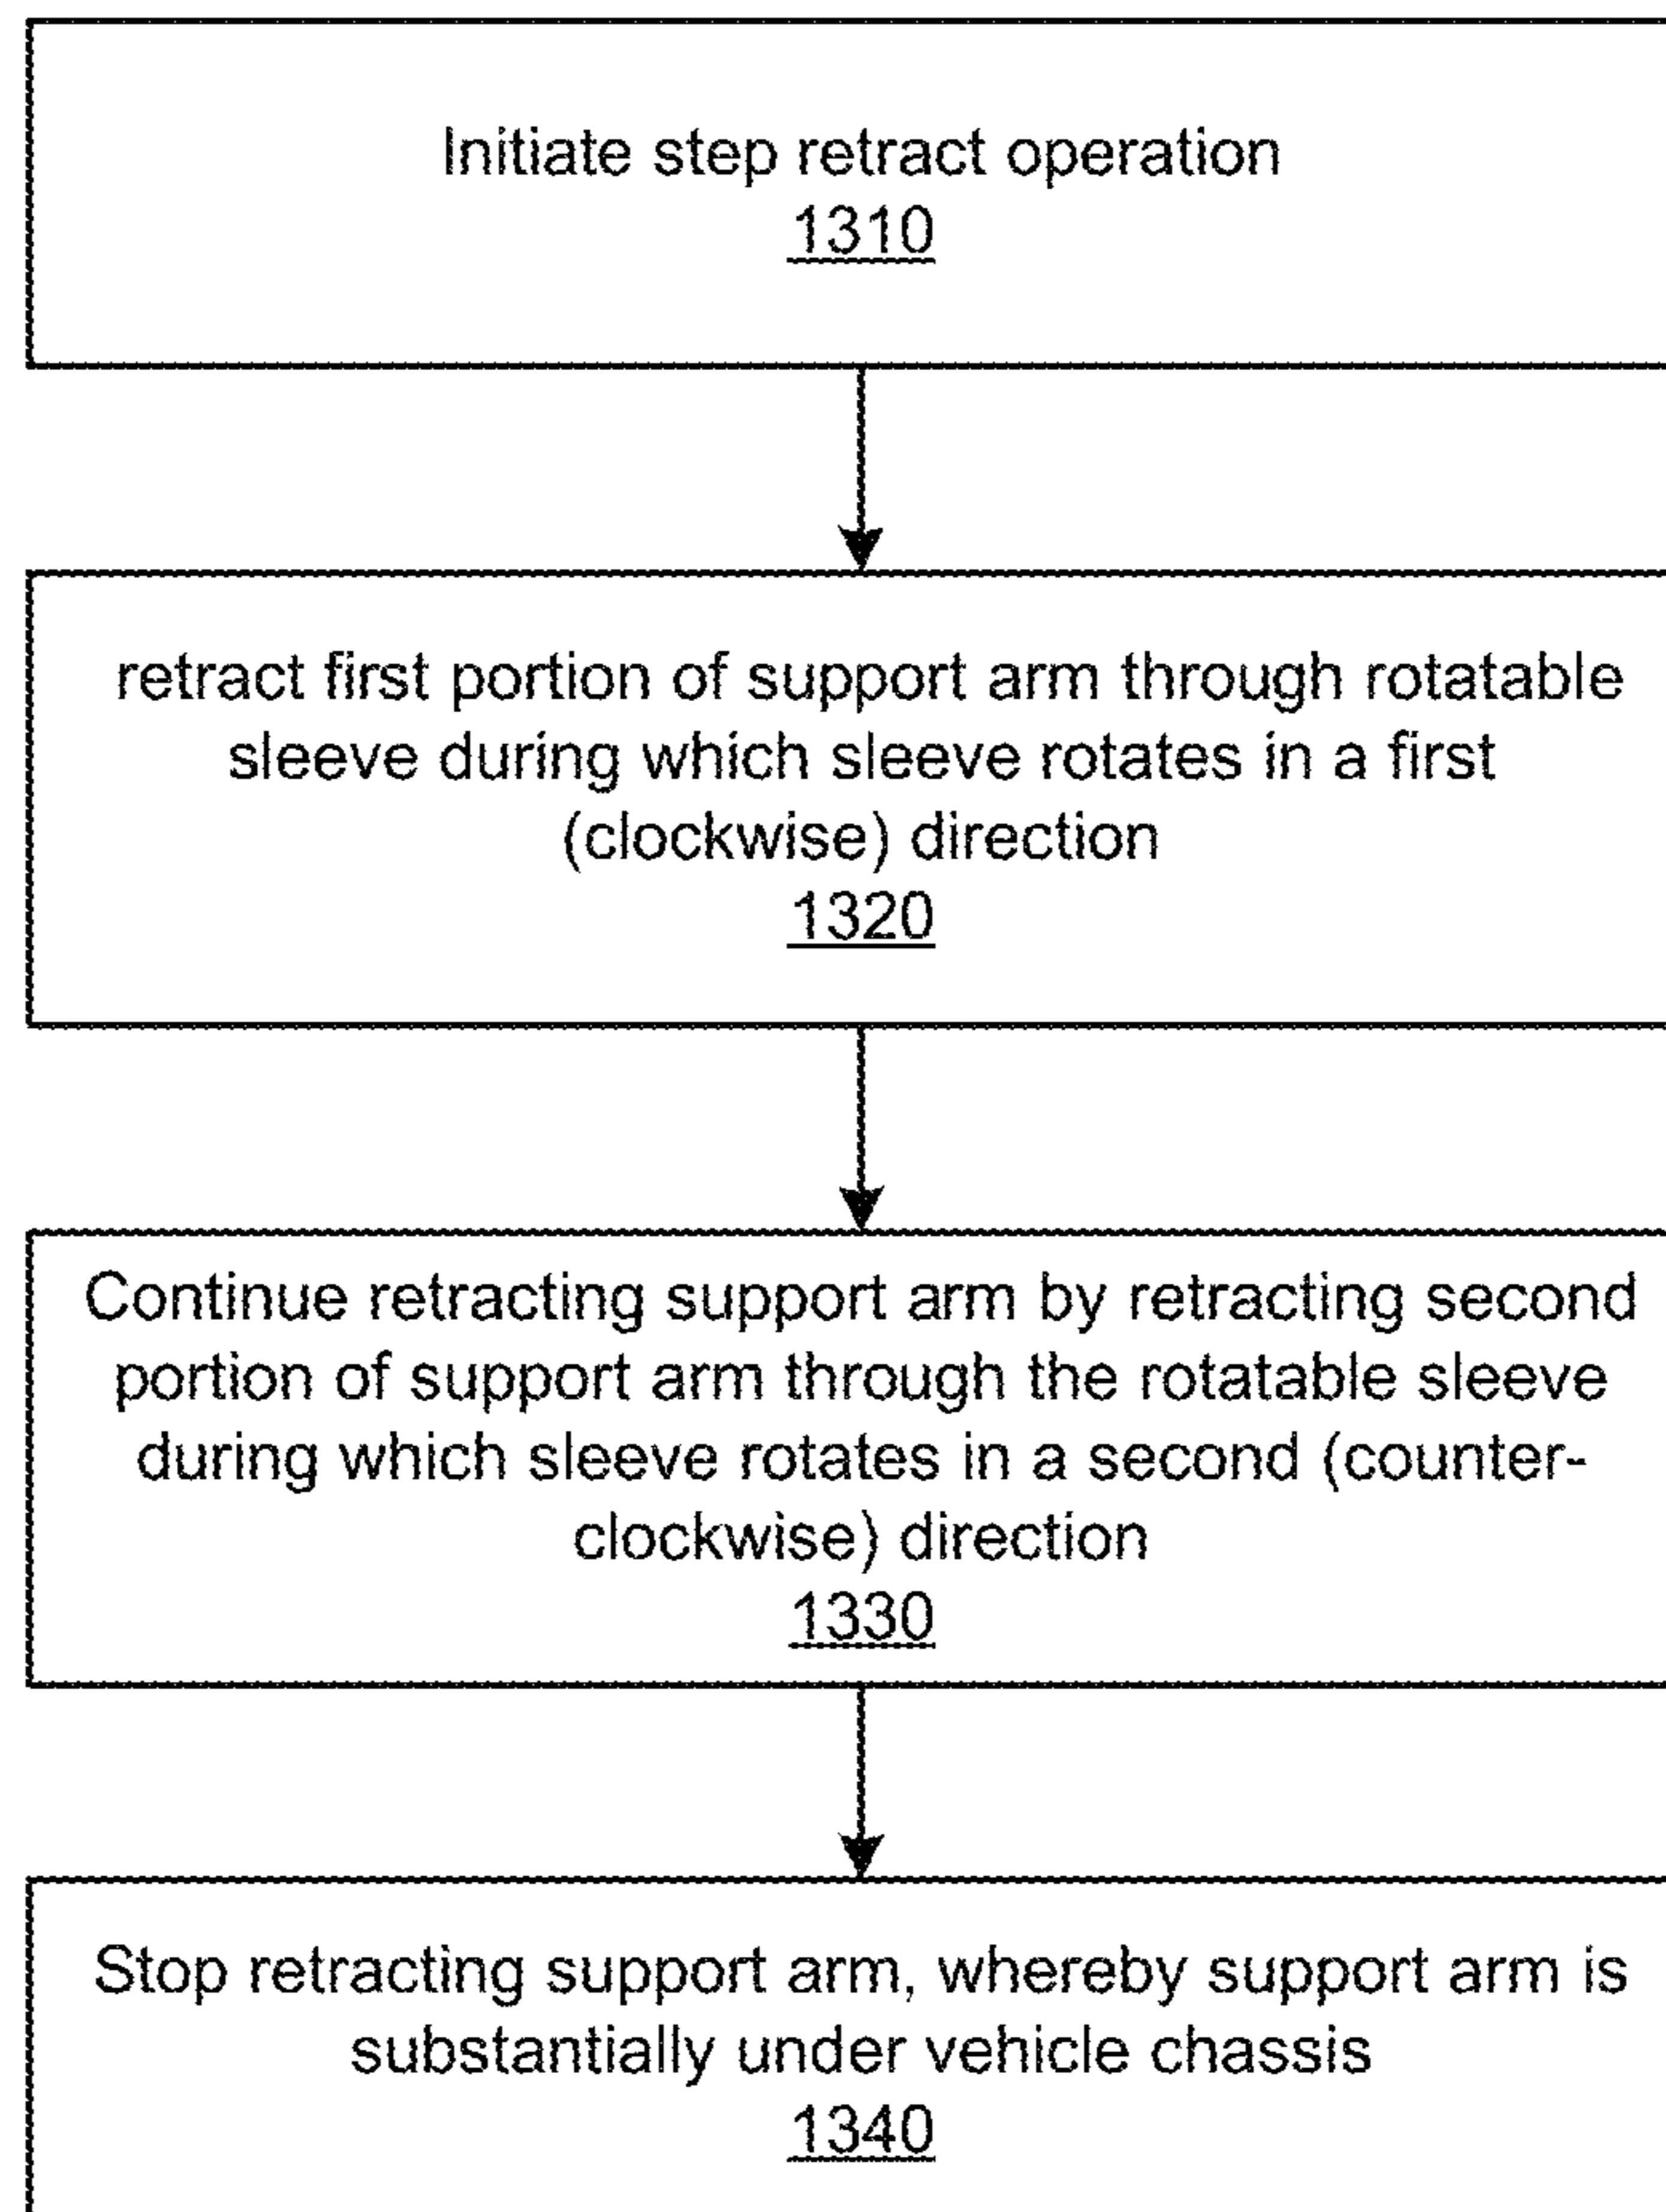 Initiate step retract operation
1310
retract first portion of support arm through rotatable
sleeve during which sleeve rotates in a first
(clockwise) direction
1320
Continue retracting support arm by retracting second
portion of support arm through the rotatable sleeve
during which sleeve rotates in a second (counter-
clockwise) direction
1330
Stop retracting support arm, whereby support arm is
substantially under vehicle chassis
1340